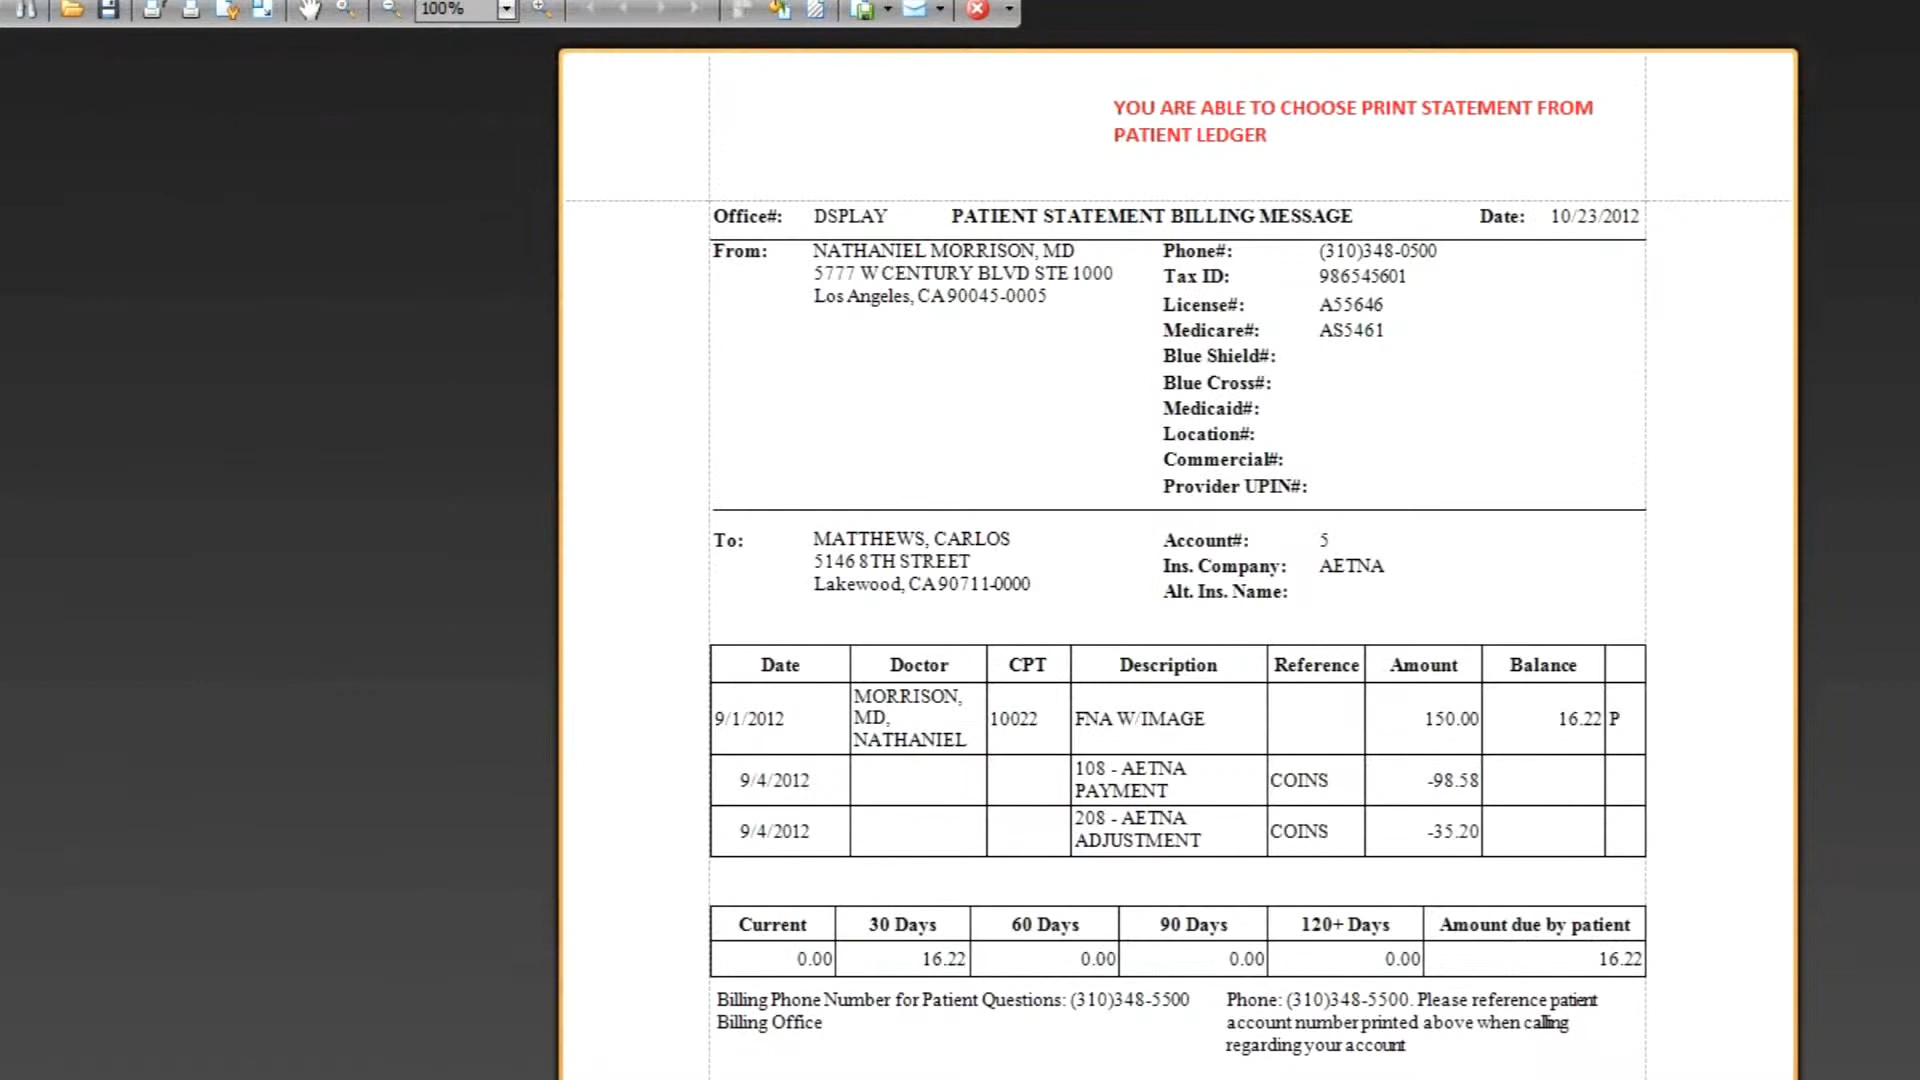 100%
YOU ARE ABLE TO CHOOSE PRINT STATEMENT FROM
PATIENT LEDGER
Office#: DSPLAY PATIENT STATEMENT BILLING MESSAGE Date: 10/23/2012
From: NATHANIEL MORRISON, MD Phone#: (310)348-0500
5777 W CENTURY BLVD STE 1000 Tax ID: 986545601
Los Angeles, CA 90045-0005 License#: A55646
Medicare#: AS5461
Blue Shield#:
Blue Cross#:
Medicaid#:
Location#:
Commercial#:
Provider UPIN#:
To: MATTHEWS, CARLOS Account#: 5
5146 8TH STREET Ins. Company: AETNA
Lakewood, CA 90711-0000 Alt. Ins. Name:
Date Doctor CPT Description Reference Amount Balance
9/1/2012 MORRISON, MD, NATHANIEL 10022 FNA W/IMAGE 150.00 16.22 P
9/4/2012 108 - AETNA PAYMENT COINS -98.58
9/4/2012 208 - AETNA ADJUSTMENT COINS -35.20
Current 30 Days 60 Days 90 Days 120+ Days Amount due by patient
0.00 16.22 0.00 0.00 0.00 16.22
Billing Phone Number for Patient Questions: (310)348-5500 Phone: (310)348-5500. Please reference patient
Billing Office account number printed above when calling
regarding your account